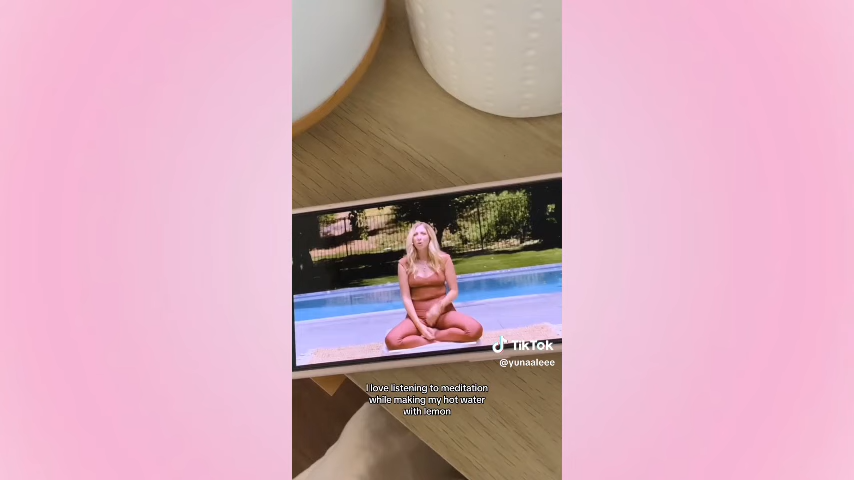 TikTok
@yunaaleee
I love listening to meditation
while making my hot water
with lemon